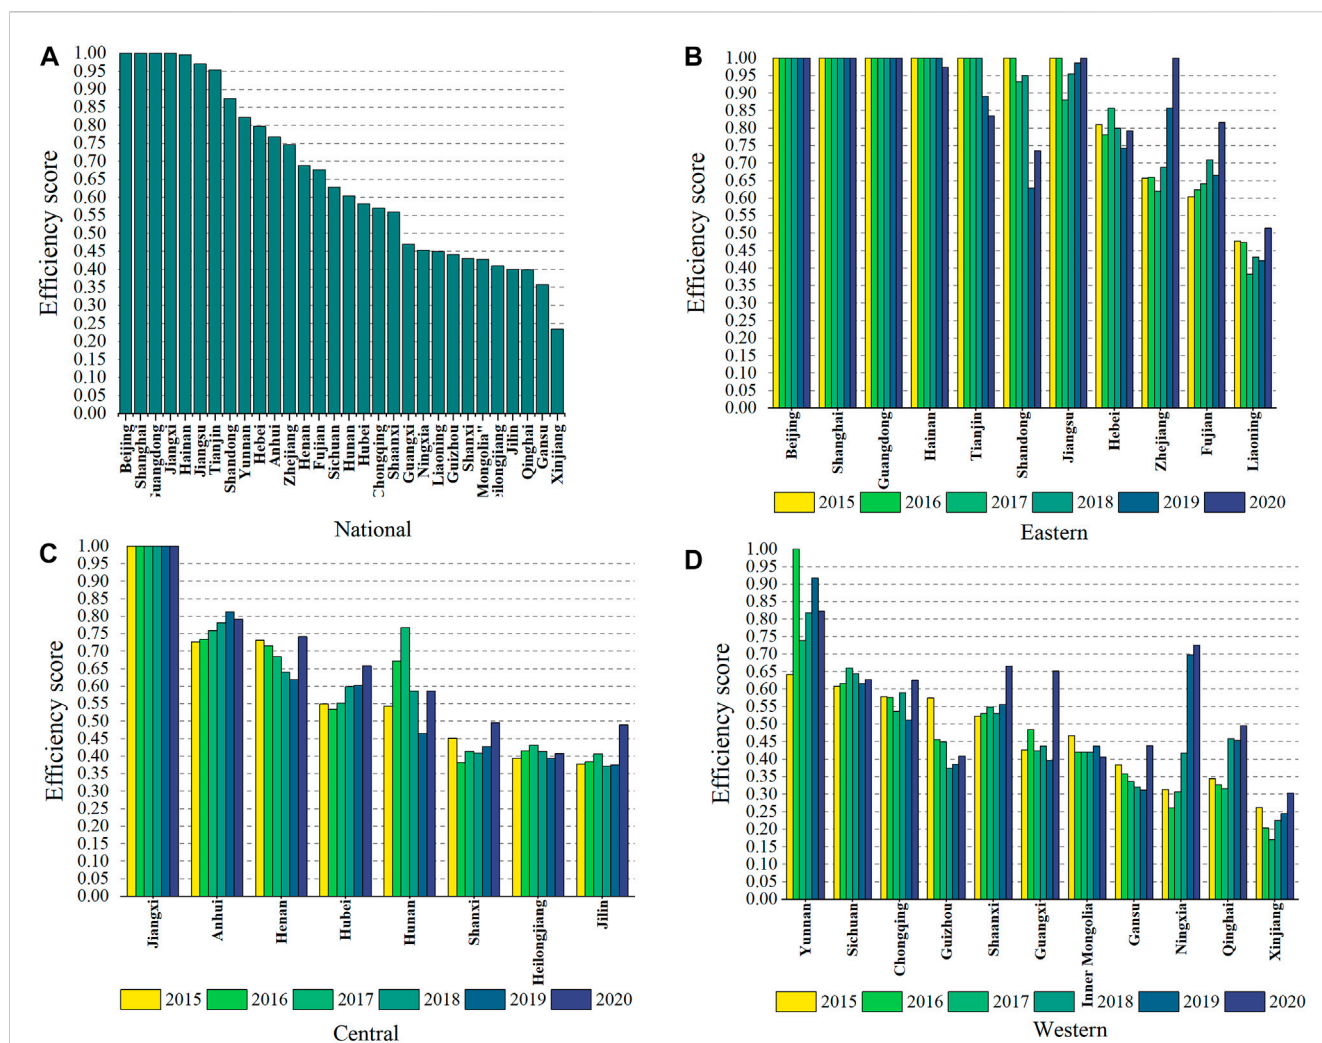 A
1.00
0.95
0.90
0.85
0.80
0.75
0.70
0.65
0.60
0.55
0.50
0.45
0.40
0.35
0.30
0.25
0.20
0.15
0.10
0.05
0.00
Efficiency score
Beijing
Shanghai
Guangdong
Jiangxi
Hainan
Jiangsu
Tianjin
Shandong
Yunnan
Hebei
Anhui
Zhejiang
Henan
Fujian
Sichuan
Hunan
Hubei
Chongqing
Shaanxi
Guangxi
Ningxia
Liaoning
Guizhou
Shanxi
Mongolia"
eilongjiang
Jilin
Qinghai
Gansu
Xinjiang
National
B
1.00
0.95
0.90
0.85
0.80
0.75
0.70
0.65
0.60
0.55
0.50
0.45
0.40
0.35
0.30
0.25
0.20
0.15
0.10
0.05
0.00
Efficiency score
Beijing
Shanghai
Guangdong
Hainan
Tianjin
Shandong
Jiangsu
Hebei
Zhejiang
Fujian
Liaoning
2015 2016 2017 2018 2019 2020
Eastern
C
1.00
0.95
0.90
0.85
0.80
0.75
0.70
0.65
0.60
0.55
0.50
0.45
0.40
0.35
0.30
0.25
0.20
0.15
0.10
0.05
0.00
Efficiency score
Jiangxi
Anhui
Henan
Hubei
Hunan
Shanxi
Heilongjiang
Jilin
2015 2016 2017 2018 2019 2020
Central
D
1.00
0.95
0.90
0.85
0.80
0.75
0.70
0.65
0.60
0.55
0.50
0.45
0.40
0.35
0.30
0.25
0.20
0.15
0.10
0.05
0.00
Efficiency score
Yunnan
Sichuan
Chongqing
Guizhou
Shaanxi
Guangxi
Inner Mongolia
Gansu
Ningxia
Qinghai
Xinjiang
2015 2016 2017 2018 2019 2020
Western